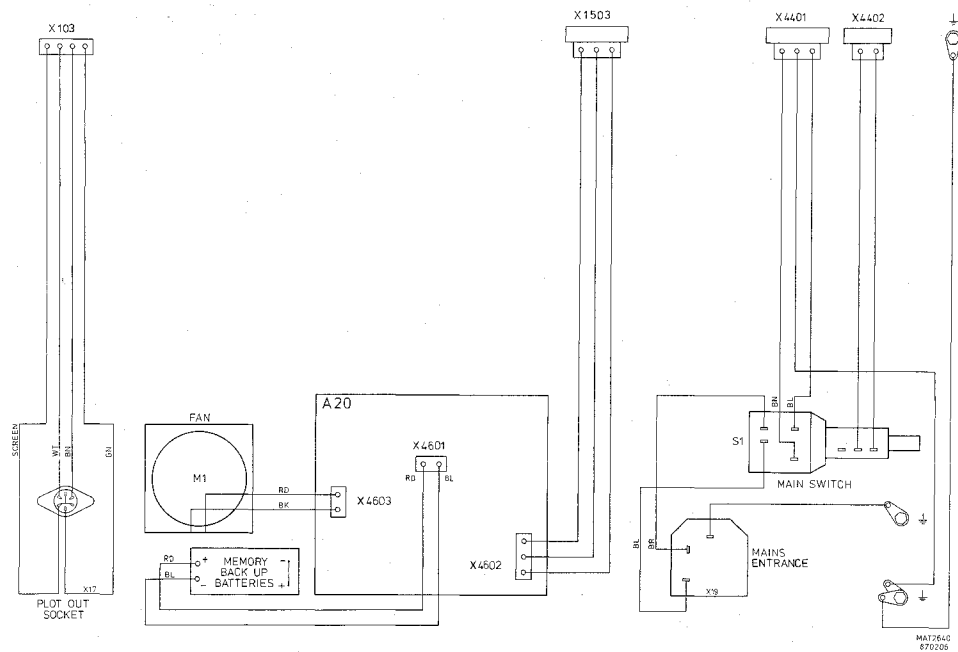 X103
X1503
X4401
X4402
SCREEN
WT
BN
GN
X17
PLOT OUT
SOCKET
FAN
M1
RD
BK
X4603
A20
X4601
RD
BL
X4602
RD
BL
+
-
MEMORY
BACK UP
BATTERIES
-
+
BN
BL
S1
MAIN SWITCH
BL
BR
MAINS
ENTRANCE
X19
MAT2640
870206